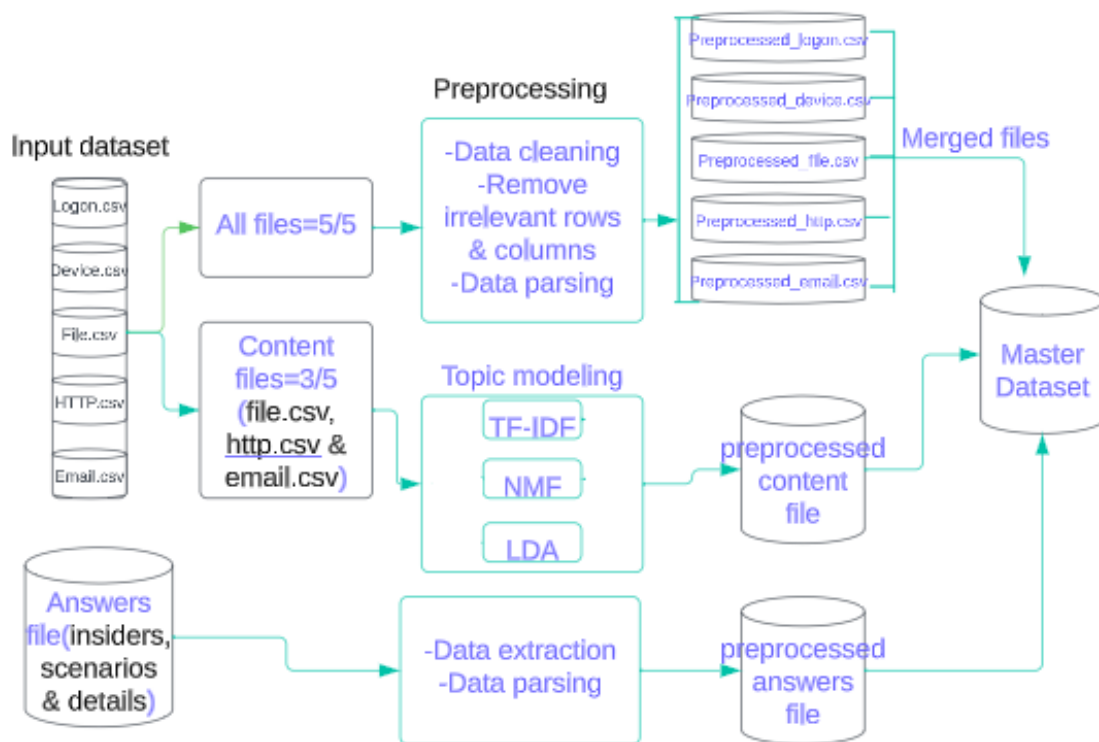 Input dataset
Logon.csv
Device.csv
File.csv
HTTP.csv
Email.csv
All files=5/5
Content
files=3/5
(file.csv,
http.csv &
email.csv)
Preprocessing
-Data cleaning
-Remove
irrelevant rows
& columns
-Data parsing
Preprocessed_logon.csv
Preprocessed_device.csv
Preprocessed_file.csv
Preprocessed_http.csv
Preprocessed_email.csv
Merged files
Topic modeling
TF-IDF
NMF
LDA
preprocessed
content
file
Master
Dataset
Answers
file(insiders,
scenarios
& details)
-Data extraction
-Data parsing
preprocessed
answers
file